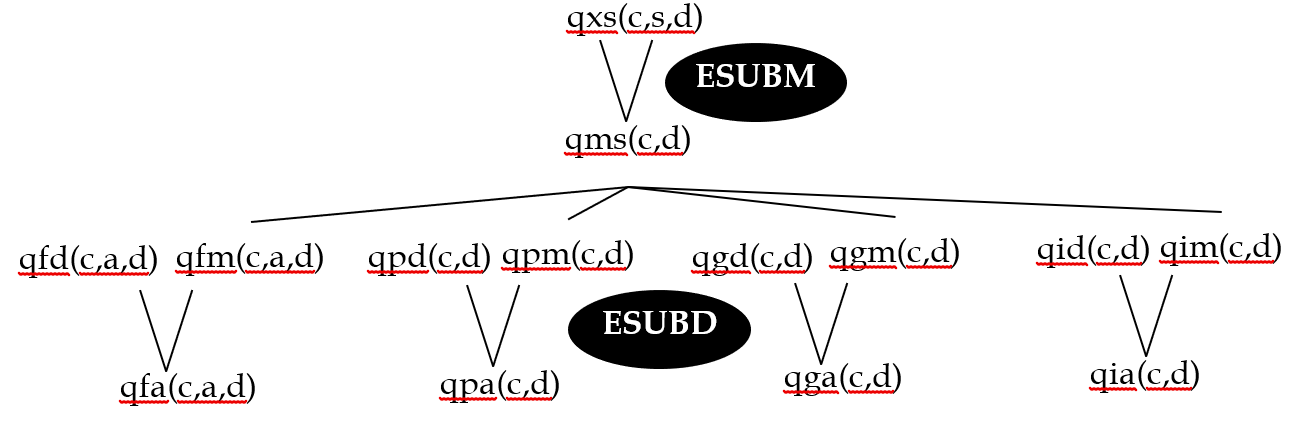 qxs(c,s,d)
ESUBM
qms(c,d)
qfd(c,a,d) qfm(c,a,d) qpd(c,d) qpm(c,d) qgd(c,d) qgm(c,d) qid(c,d) qim(c,d)
ESUBD
qfa(c,a,d) qpa(c,d) qga(c,d) qia(c,d)